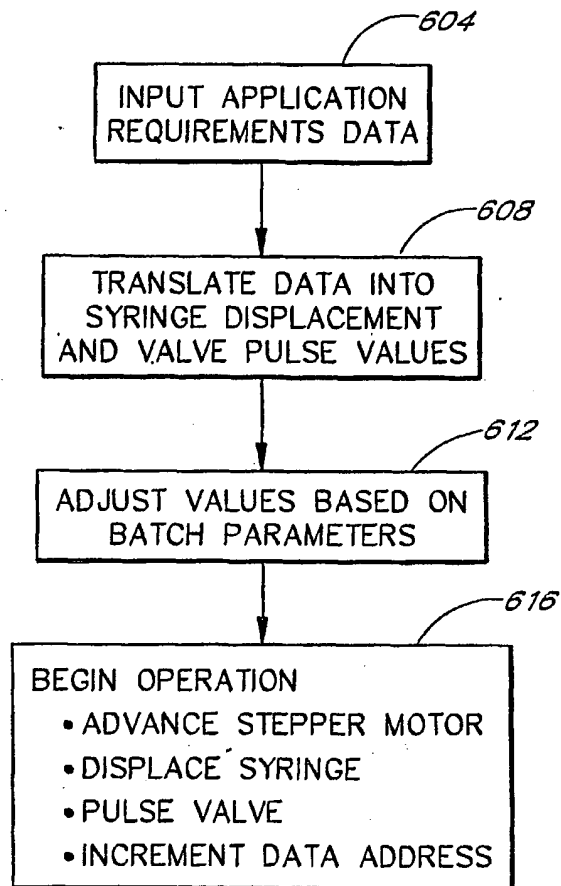 604
INPUT APPLICATION
REQUIREMENTS DATA
608
TRANSLATE DATA INTO
SYRINGE DISPLACEMENT
AND VALVE PULSE VALUES
612
ADJUST VALUES BASED ON
BATCH PARAMETERS
616
BEGIN OPERATION
• ADVANCE STEPPER MOTOR
• DISPLACE SYRINGE
• PULSE VALVE
• INCREMENT DATA ADDRESS